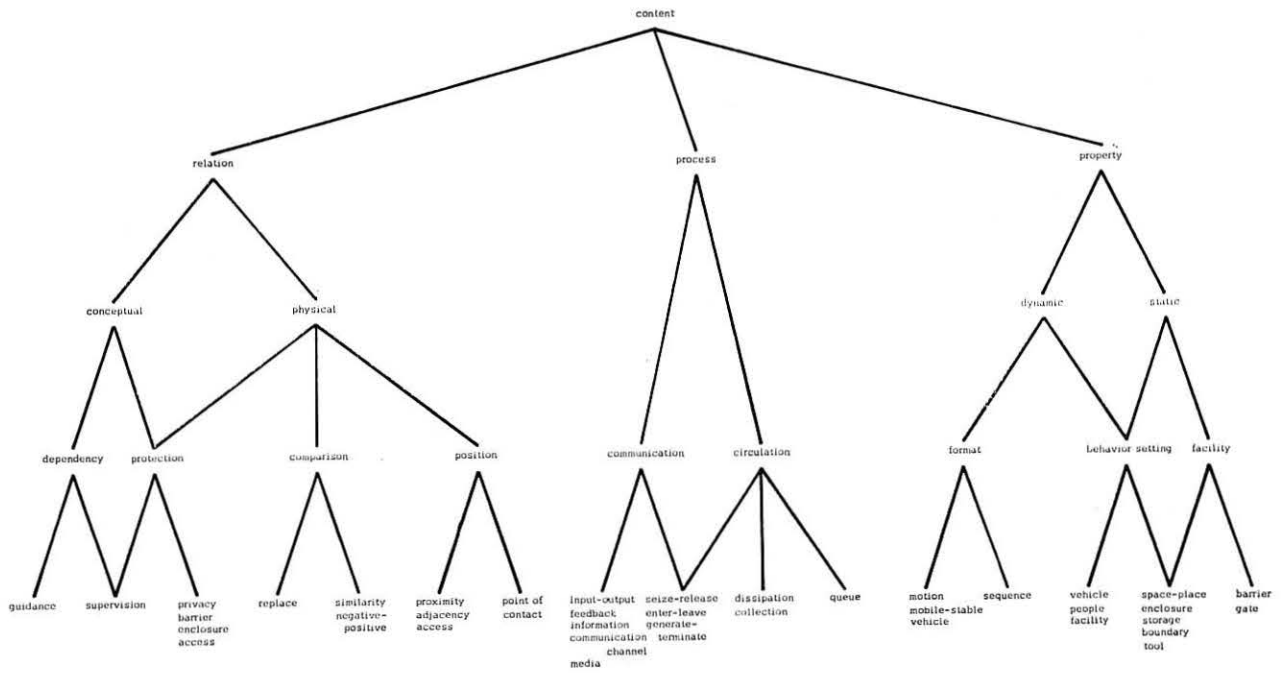 content
relation
process
property
conceptual
physical
dynamic
static
dependency
protection
comparison
position
communication
circulation
format
behavior setting
facility
guidance
supervision
privacy
barrier
enclosure
access
replace
similarity
negative-
positive
proximity
adjacency
access
point of
contact
Input-output
feedback
information
communication
channel
media
seize-release
enter-leave
generate-
terminate
dissipation
collection
queue
motion
mobile-stable
vehicle
sequence
vehicle
people
facility
space-place
enclosure
storage
boundary
tool
barrier
gate